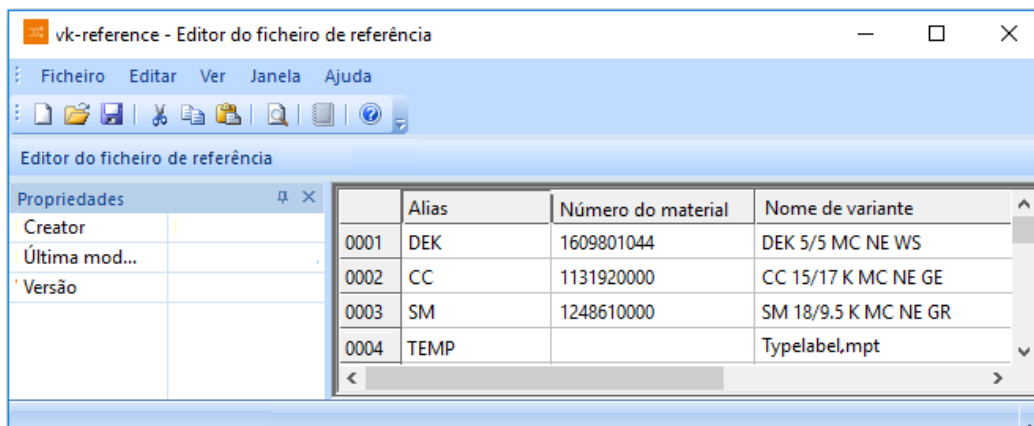 vk-reference - Editor do ficheiro de referência
Ficheiro Editar Ver Janela Ajuda
Editor do ficheiro de referência
Propriedades
Creator
Última mod...
Versão
Alias Número do material Nome de variante
0001 DEK 1609801044 DEK 5/5 MC NE WS
0002 CC 1131920000 CC 15/17 K MC NE GE
0003 SM 1248610000 SM 18/9.5 K MC NE GR
0004 TEMP Typelabel,mpt